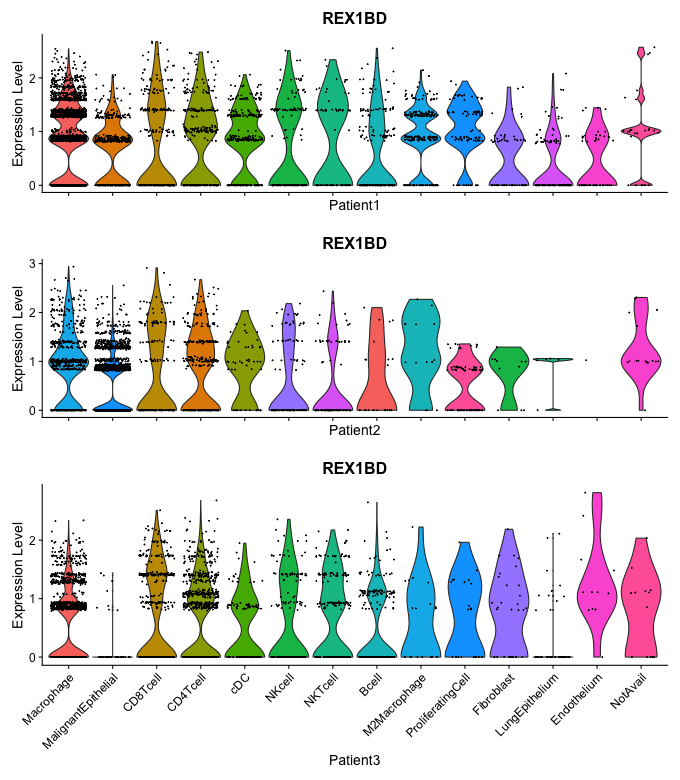 REX1BD
Expression Level
2
1
0
Patient1
REX1BD
Expression Level
3
2
1
0
Patient2
REX1BD
Expression Level
2
1
0
Macrophage
MalignantEpithelial
CD8Tcell
CD4Tcell
cDC
NKcell
NKTcell
Bcell
M2Macrophage
ProliferatingCell
Fibroblast
LungEpithelium
Endothelium
NotAvail
Patient3